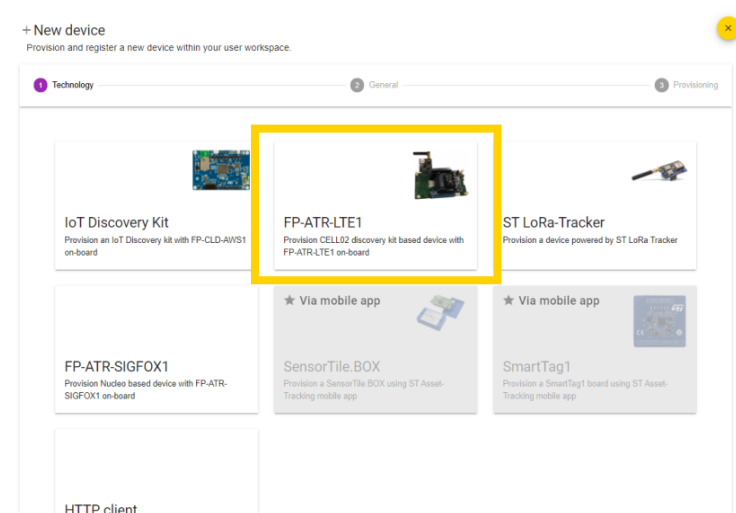 + New device
Provision and register a new device within your user workspace.
1 Technology
2 General
3 Provisioning
IoT Discovery Kit
Provision an IoT Discovery kit with FP-CLD-AWS1
on-board
FP-ATR-LTE1
Provision CELL02 discovery kit based device with
FP-ATR-LTE1 on-board
ST LoRa-Tracker
Provision a device powered by ST LoRa Tracker
FP-ATR-SIGFOX1
Provision Nucleo based device with FP-ATR-
SIGFOX1 on-board
★ Via mobile app
SensorTile.BOX
Provision a SensorTile.BOX using ST Asset-
Tracking mobile app
★ Via mobile app
SmartTag1
Provision a SmartTag1 board using ST Asset-
Tracking mobile app
HTTP client